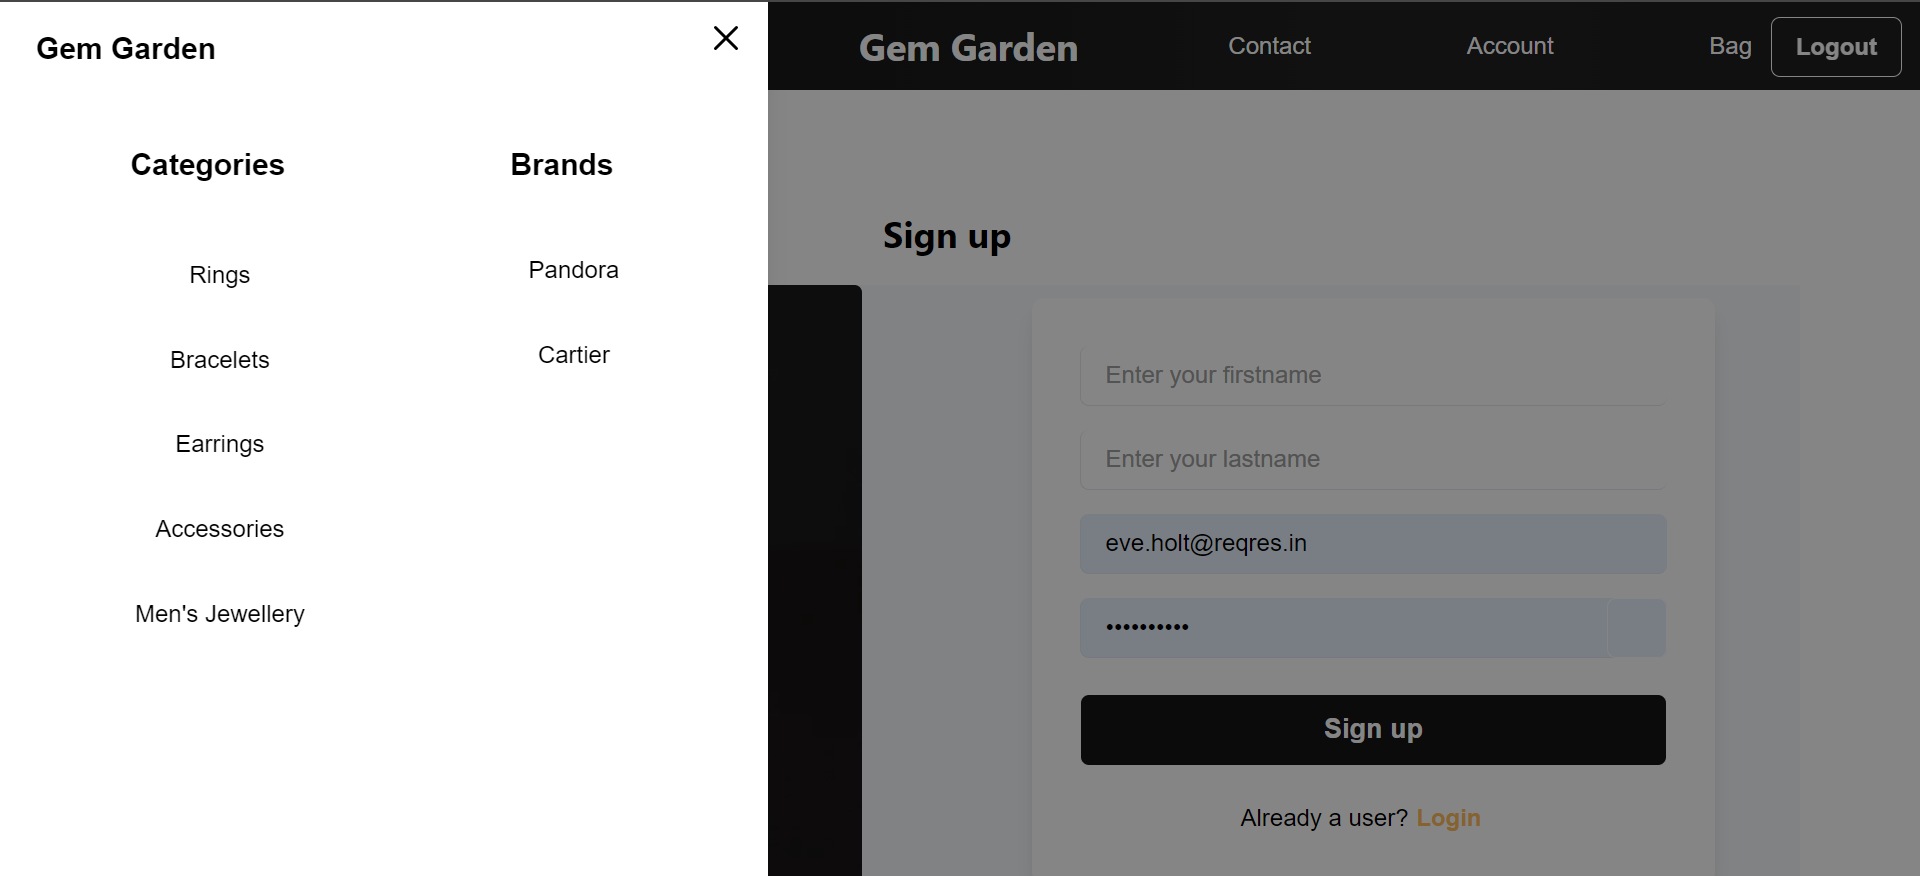 Gem Garden
Categories
Brands
Rings
Bracelets
Earrings
Accessories
Men's Jewellery
Pandora
Cartier
Gem Garden
Contact
Account
Bag
Logout
Sign up
Enter your firstname
Enter your lastname
eve.holt@reqres.in
••••••••••
Sign up
Already a user? Login